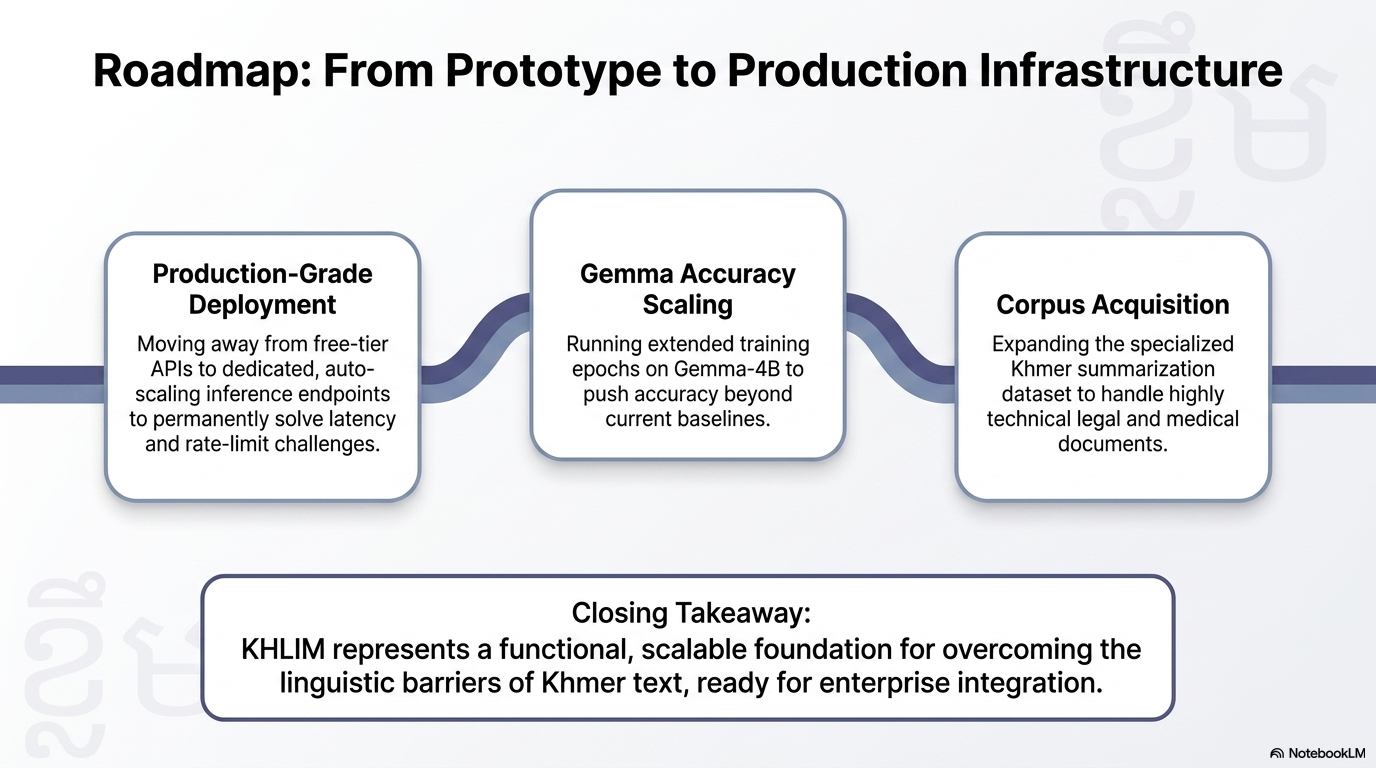 Roadmap: From Prototype to Production Infrastructure
Production-Grade
Deployment
Moving away from free-tier
APIs to dedicated, auto-
scaling inference endpoints
to permanently solve latency
and rate-limit challenges.
Gemma Accuracy
Scaling
Running extended training
epochs on Gemma-4B to
push accuracy beyond
current baselines.
Corpus Acquisition
Expanding the specialized
Khmer summarization
dataset to handle highly
technical legal and medical
documents.
Closing Takeaway:
KHLIM represents a functional, scalable foundation for overcoming the
linguistic barriers of Khmer text, ready for enterprise integration.
NotebookLM